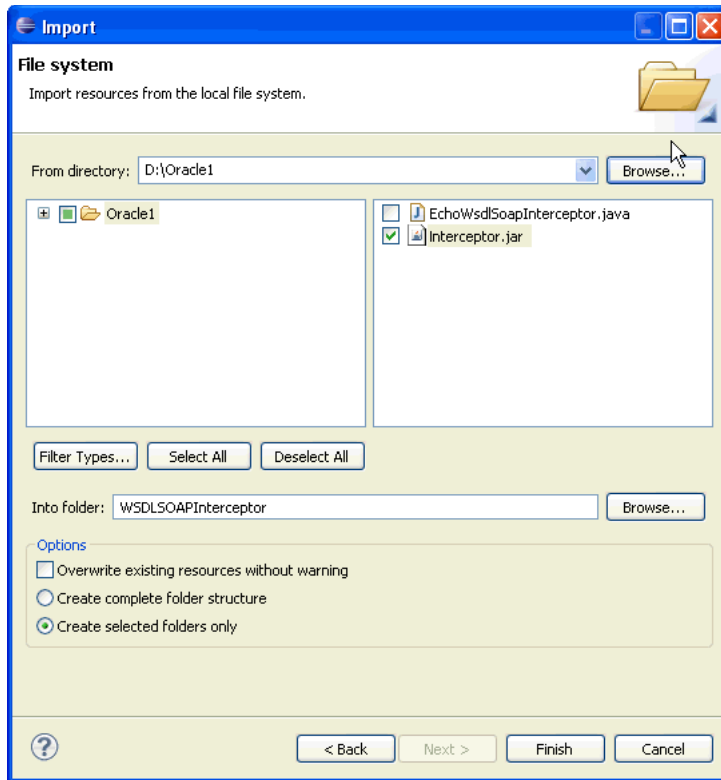 Import
File system
Import resources from the local file system.
From directory: D:\Oracle1 Browse...
Oracle1
EchoWsdlSoapInterceptor.java
Interceptor.jar
Filter Types... Select All Deselect All
Into folder: WSDLSOAPInterceptor Browse...
Options
Overwrite existing resources without warning
Create complete folder structure
Create selected folders only
< Back Next > Finish Cancel